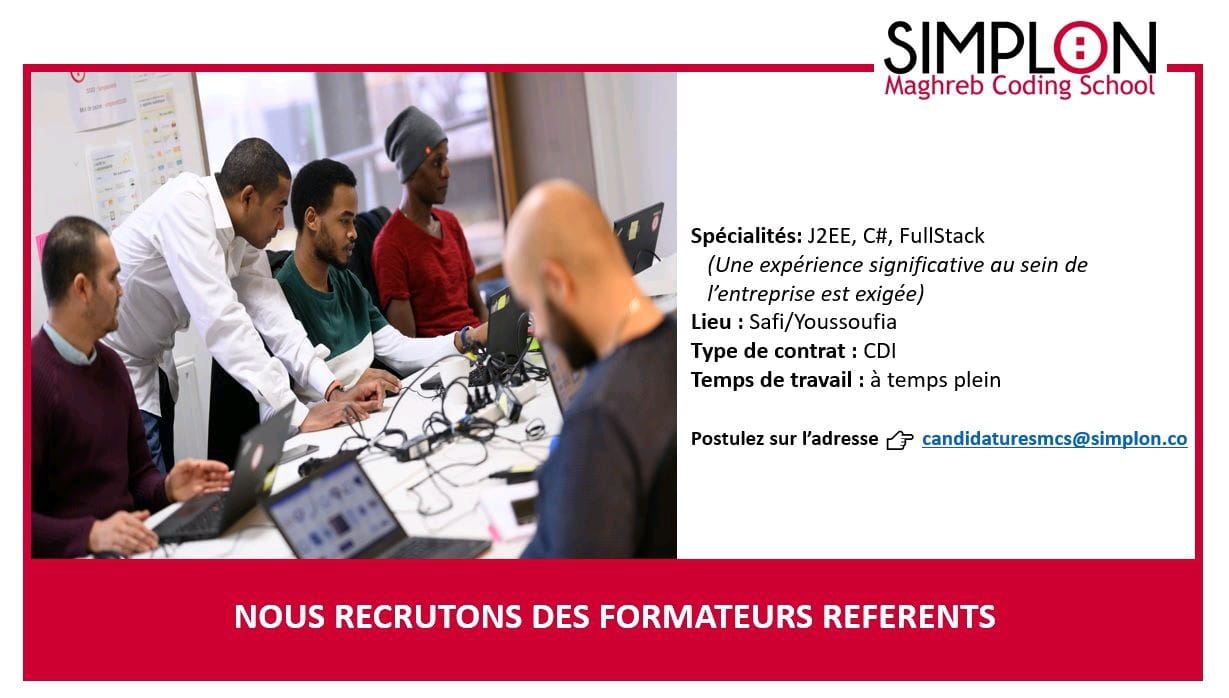 SIMPLON
Maghreb Coding School
Spécialités: J2EE, C#, FullStack
(Une expérience significative au sein de
l’entreprise est exigée)
Lieu : Safi/Youssoufia
Type de contrat : CDI
Temps de travail : à temps plein
Postulez sur l’adresse candidaturesmcs@simplon.co
NOUS RECRUTONS DES FORMATEURS REFERENTS